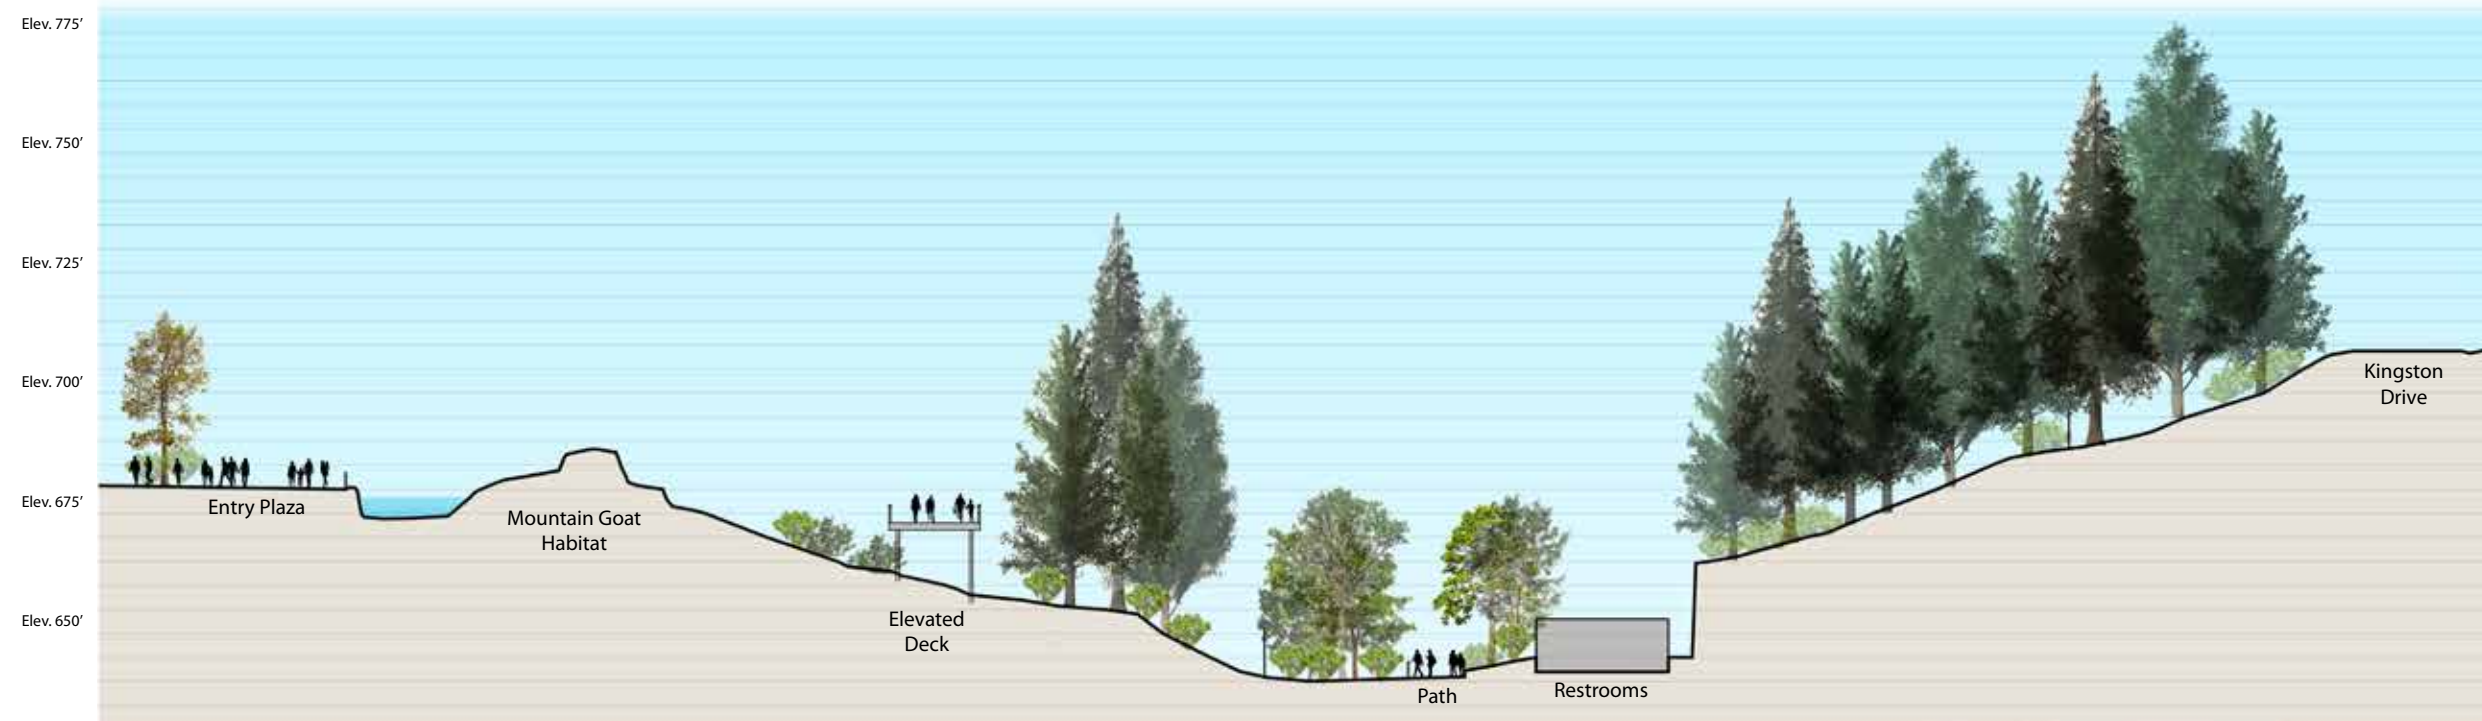 Elev. 775’
Elev. 750’
Elev. 725’
Elev. 700’
Elev. 675’
Elev. 650’
Entry Plaza
Mountain Goat
Habitat
Elevated
Deck
Path
Restrooms
Kingston
Drive